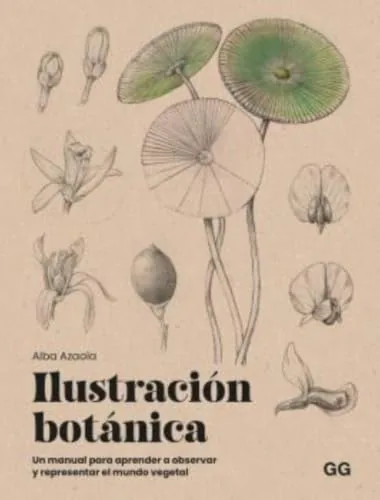 Alba Azaola
Ilustración
botánica
Un manual para aprender a observar
y representar el mundo vegetal
GG